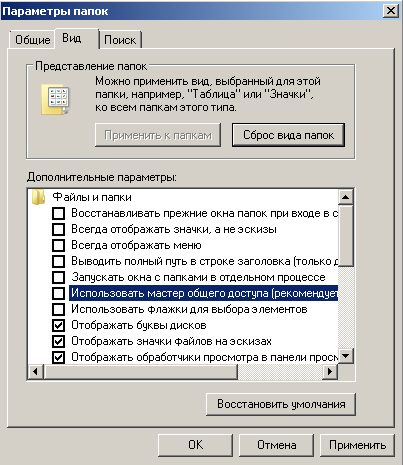 Параметры папок
Общие
Вид
Поиск
Представление папок
Можно применить вид, выбранный для этой
папки, например, "Таблица" или "Значки",
ко всем папкам этого типа.
Применить к папкам
Сброс вида папок
Дополнительные параметры:
Файлы и папки
Восстанавливать прежние окна папок при входе в с
Всегда отображать значки, а не эскизы
Всегда отображать меню
Выводить полный путь в строке заголовка (только д
Запускать окна с папками в отдельном процессе
Использовать мастер общего доступа (рекомендует
Использовать флажки для выбора элементов
Отображать буквы дисков
Отображать значки файлов на эскизах
Отображать обработчики просмотра в панели просм
Восстановить умолчания
OK
Отмена
Применить